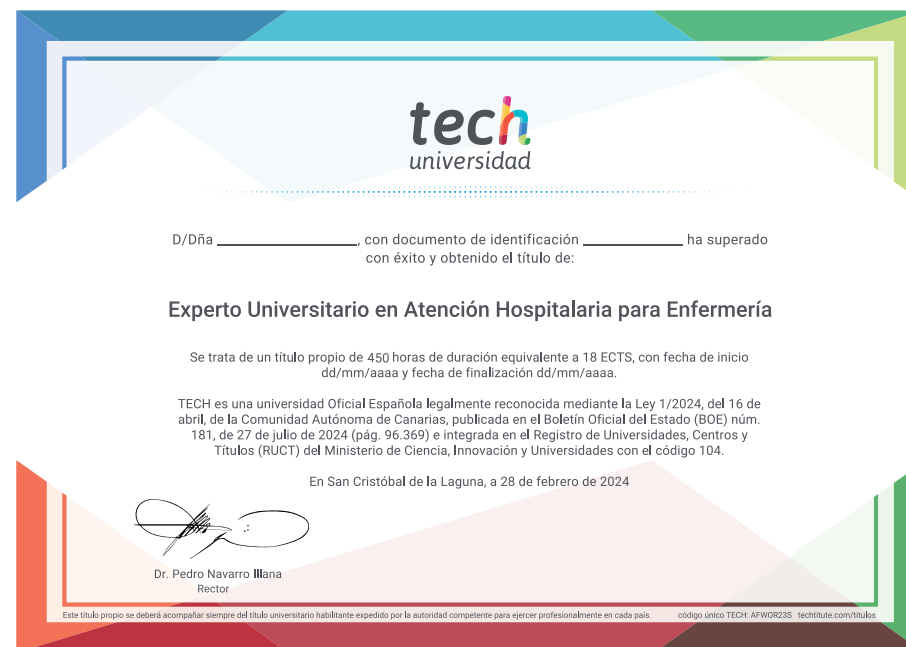 tech
universidad
D/Dña ________________, con documento de identificación ____________ ha superado
con éxito y obtenido el título de:
Experto Universitario en Atención Hospitalaria para Enfermería
Se trata de un título propio de 450 horas de duración equivalente a 18 ECTS, con fecha de inicio
dd/mm/aaaa y fecha de finalización dd/mm/aaaa.
TECH es una universidad Oficial Española legalmente reconocida mediante la Ley 1/2024, del 16 de
abril, de la Comunidad Autónoma de Canarias, publicada en el Boletín Oficial del Estado (BOE) núm.
181, de 27 de julio de 2024 (pág. 96.369) e integrada en el Registro de Universidades, Centros y
Títulos (RUCT) del Ministerio de Ciencia, Innovación y Universidades con el código 104.
En San Cristóbal de la Laguna, a 28 de febrero de 2024
Dr. Pedro Navarro Illana
Rector
Este título propio se deberá acompañar siempre del título universitario habilitante expedido por la autoridad competente para ejercer profesionalmente en cada país. código único TECH: AFWOR23S techtitute.com/titulos